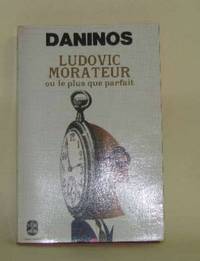 DANINOS
LUDOVIC
MORATEUR
ou le plus que parfait